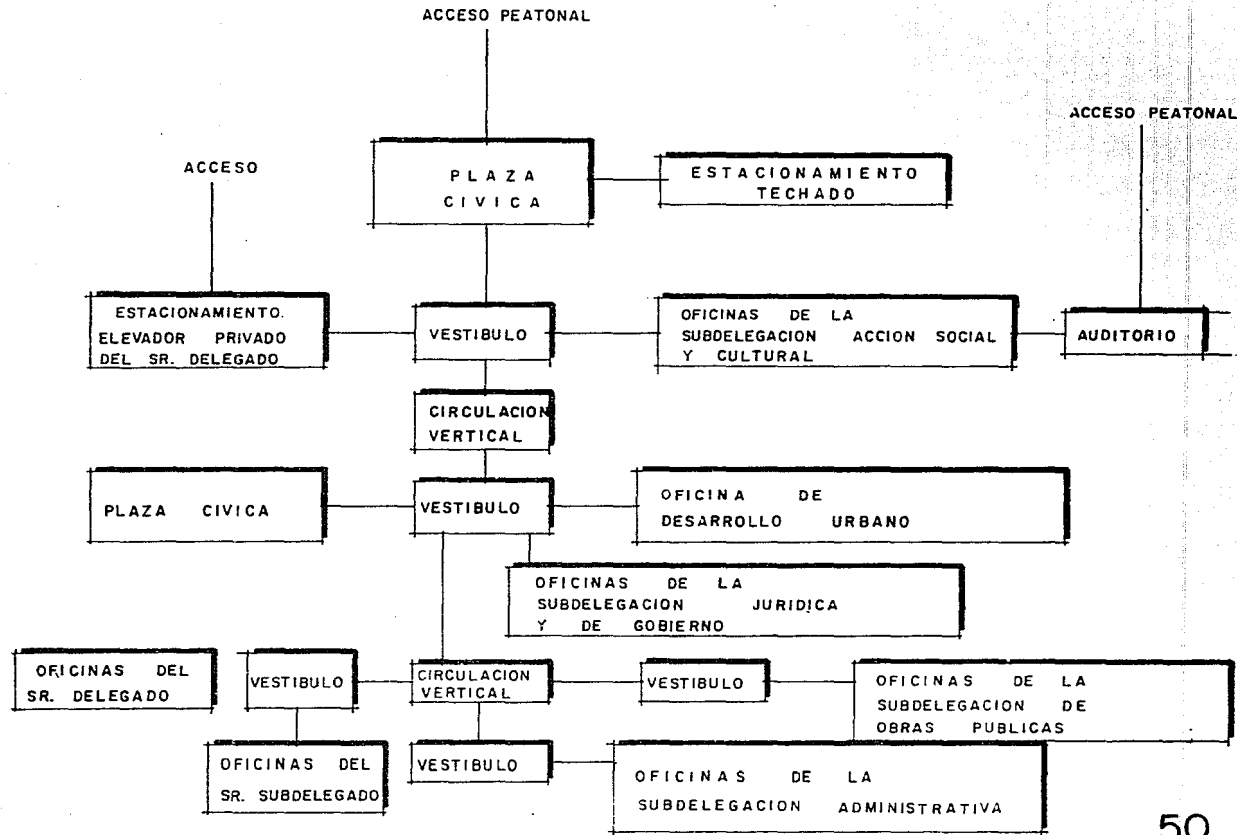 ACCESO PEATONAL
ACCESO PEATONAL
ACCESO
PLAZA
CIVICA
ESTACIONAMIENTO
TECHADO
ESTACIONAMIENTO.
ELEVADOR PRIVADO
DEL SR. DELEGADO
VESTIBULO
OFICINAS DE LA
SUBDELEGACION ACCION SOCIAL
Y CULTURAL
AUDITORIO
CIRCULACION
VERTICAL
PLAZA CIVICA
VESTIBULO
OFICINA DE
DESARROLLO URBANO
OFICINAS DE LA
SUBDELEGACION JURIDICA
Y DE GOBIERNO
OFICINAS DEL
SR. DELEGADO
VESTIBULO
CIRCULACION
VERTICAL
VESTIBULO
OFICINAS DE LA
SUBDELEGACION DE
OBRAS PUBLICAS
OFICINAS DEL
SR. SUBDELEGADO
VESTIBULO
OFICINAS DE LA
SUBDELEGACION ADMINISTRATIVA
50